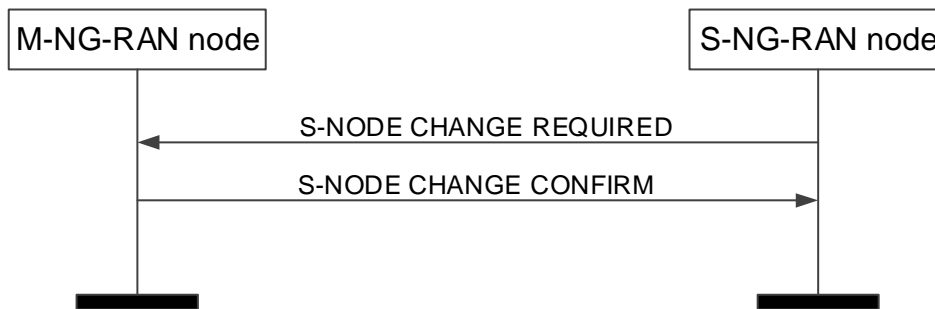 M-NG-RAN node
S-NG-RAN node
S-NODE CHANGE REQUIRED
S-NODE CHANGE CONFIRM